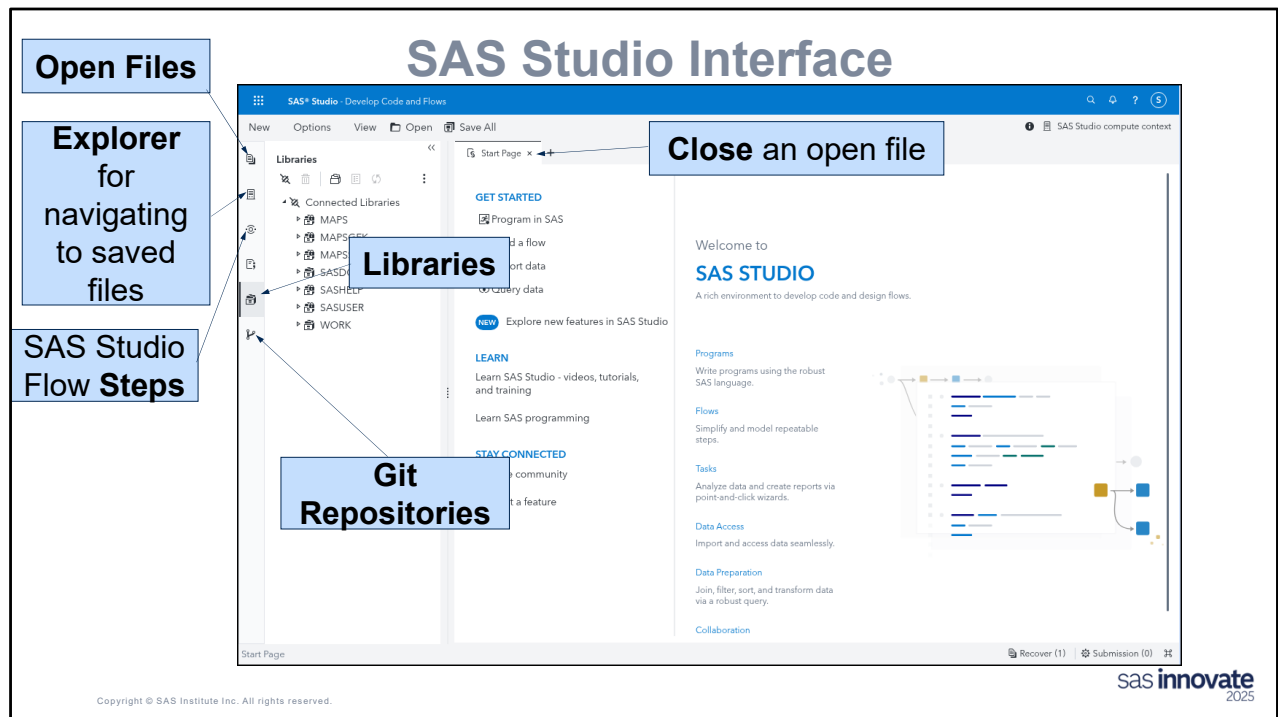 SAS Studio Interface
Open Files
Explorer
for
navigating
to saved
files
SAS Studio
Flow Steps
SAS® Studio - Develop Code and Flows
? S
New Options View Open Save All
SAS Studio compute context
Close an open file
Libraries
Connected Libraries
MAPS
SASHELP
SASUSER
WORK
Libraries
Git
Repositories
Start Page × +
GET STARTED
Program in SAS
d a flow
ort data
Query data
NEW Explore new features in SAS Studio
LEARN
Learn SAS Studio - videos, tutorials,
and training
Learn SAS programming
STAY CONNECTED
community
t a feature
Welcome to
SAS STUDIO
A rich environment to develop code and design flows.
Programs
Write programs using the robust
SAS language.
Flows
Simplify and model repeatable
steps.
Tasks
Analyze data and create reports via
point-and-click wizards.
Data Access
Import and access data seamlessly.
Data Preparation
Join, filter, sort, and transform data
via a robust query.
Collaboration
Start Page
Recover (1) Submission (0)
Copyright © SAS Institute Inc. All rights reserved.
sas innovate
2025